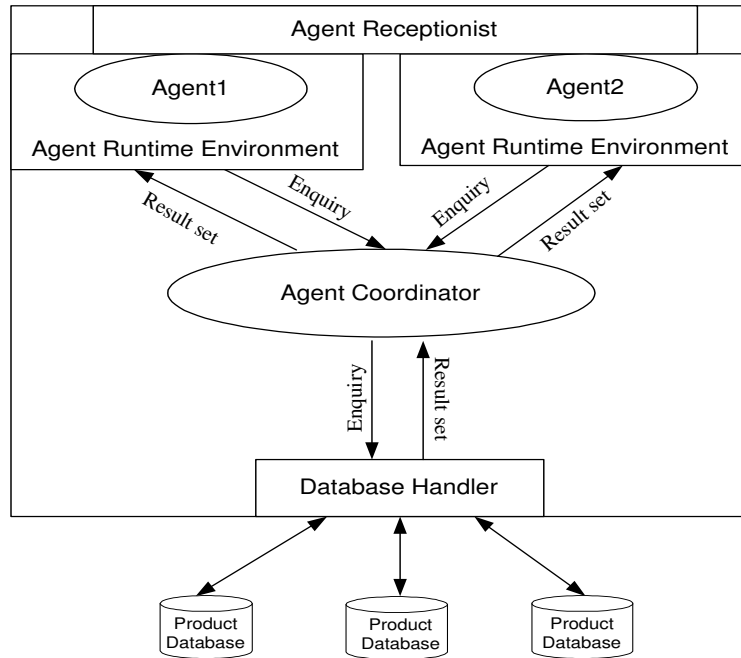 Agent Receptionist
Agent1
Agent2
Agent Runtime Environment
Agent Runtime Environment
Enquiry
Result set
Enquiry
Result set
Agent Coordinator
Enquiry
Result set
Database Handler
Product
Database
Product
Database
Product
Database